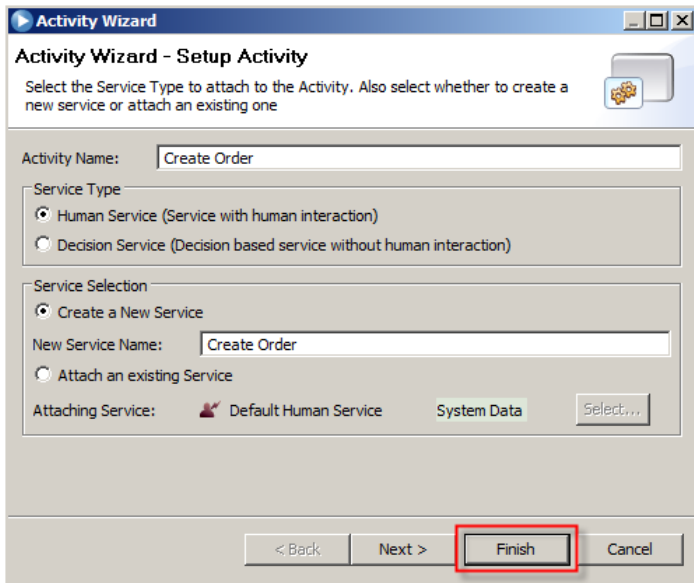 Activity Wizard
Activity Wizard - Setup Activity
Select the Service Type to attach to the Activity. Also select whether to create a
new service or attach an existing one
Activity Name: Create Order
Service Type
Human Service (Service with human interaction)
Decision Service (Decision based service without human interaction)
Service Selection
Create a New Service
New Service Name: Create Order
Attach an existing Service
Attaching Service: Default Human Service System Data Select...
< Back Next > Finish Cancel